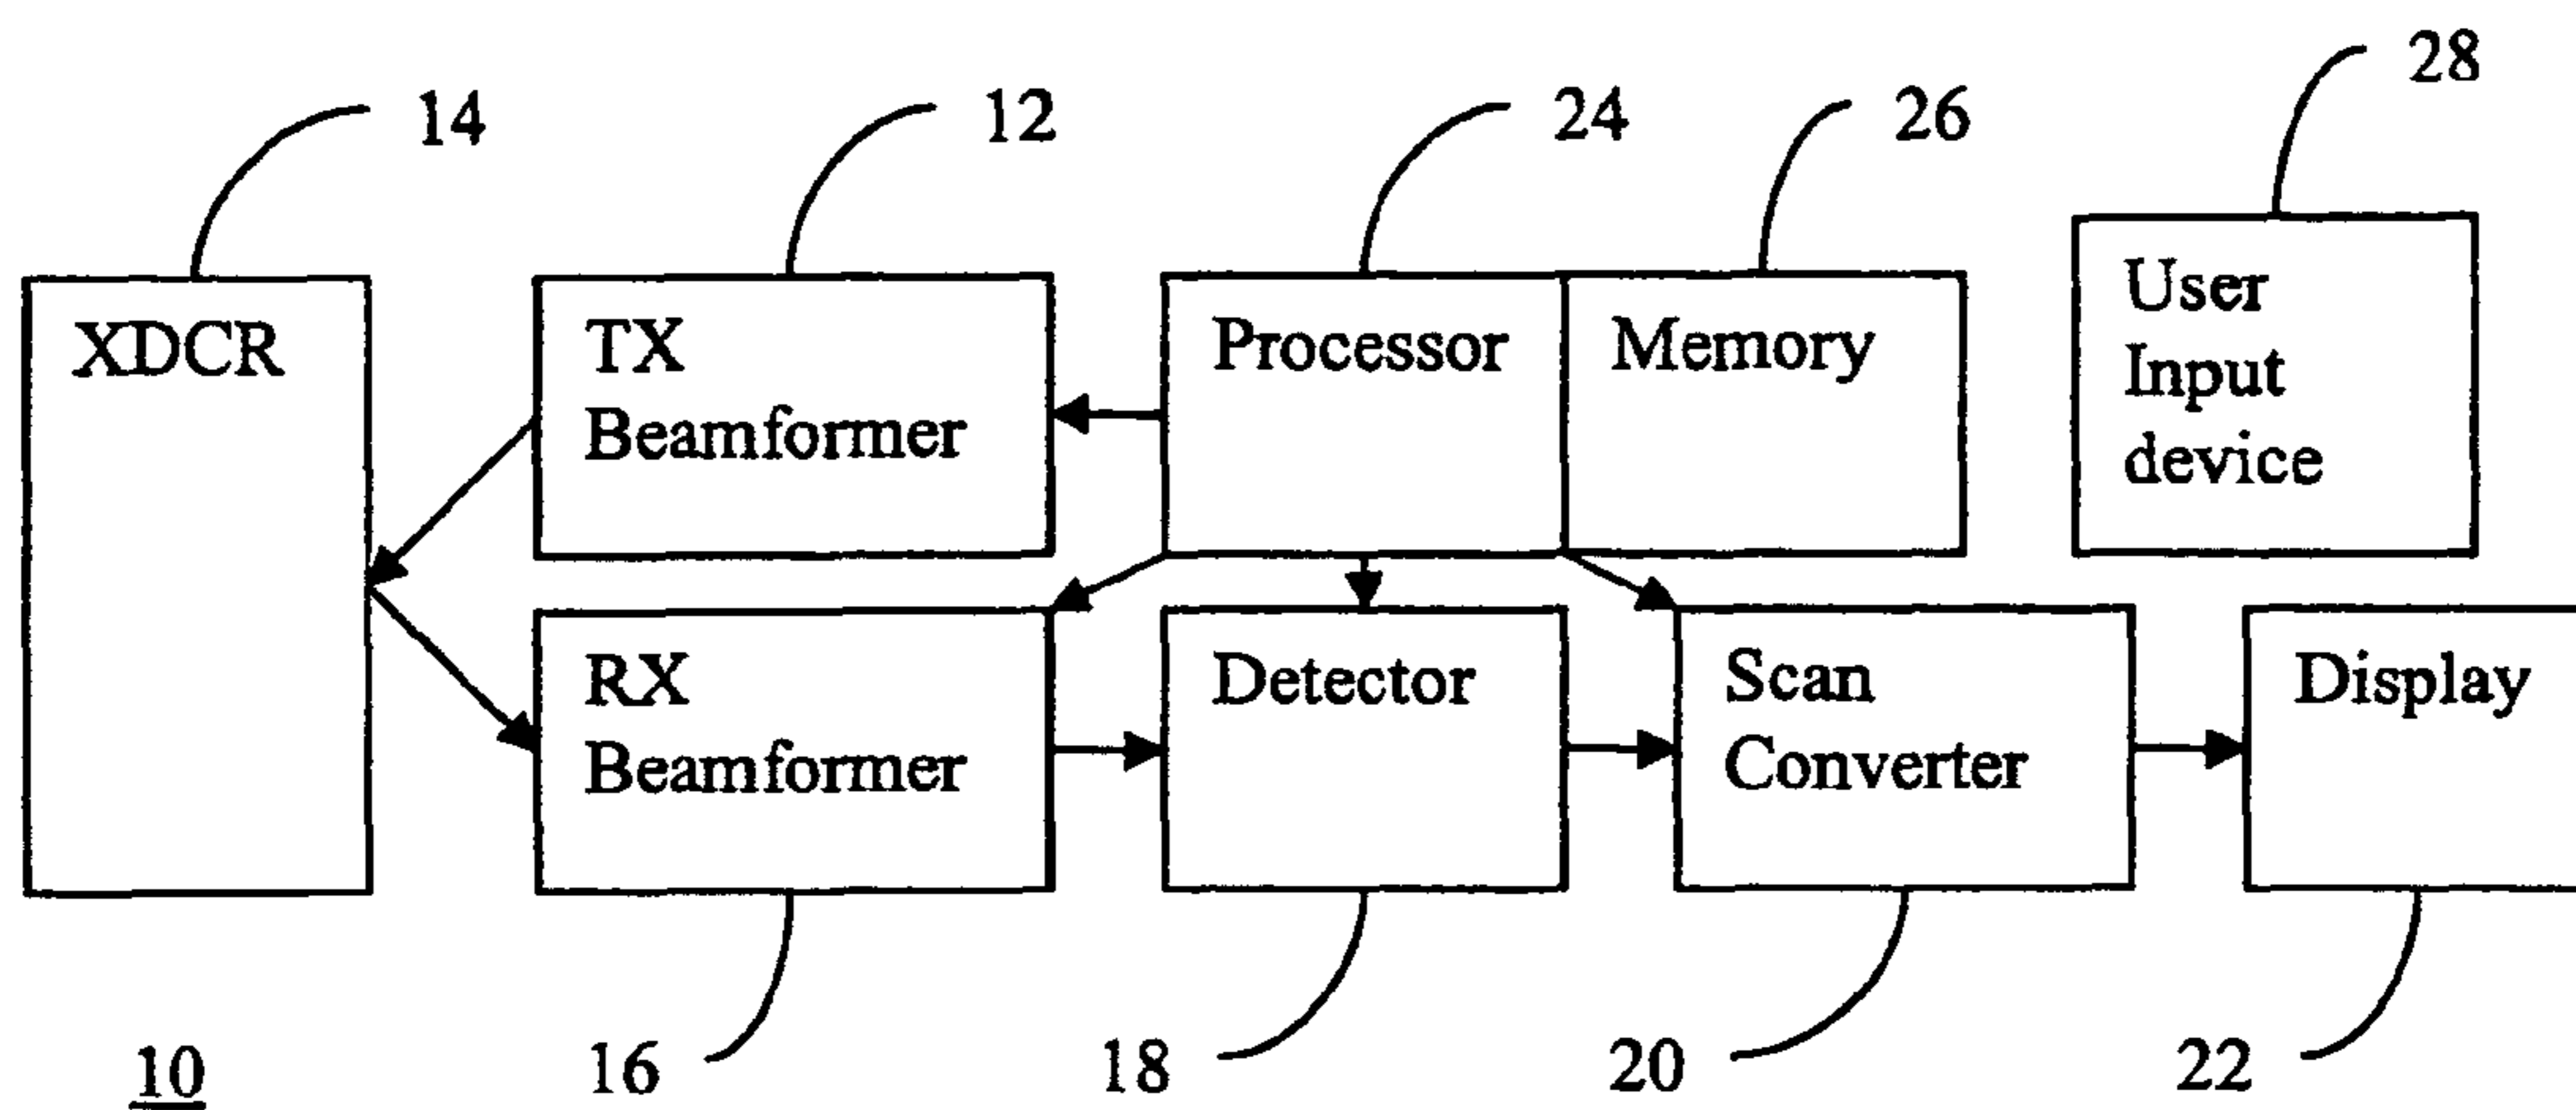 28
14
12
24
26
XDCR
TX
Beamformer
Processor
Memory
User
Input
device
RX
Beamformer
Detector
Scan
Converter
Display
10
16
18
20
22